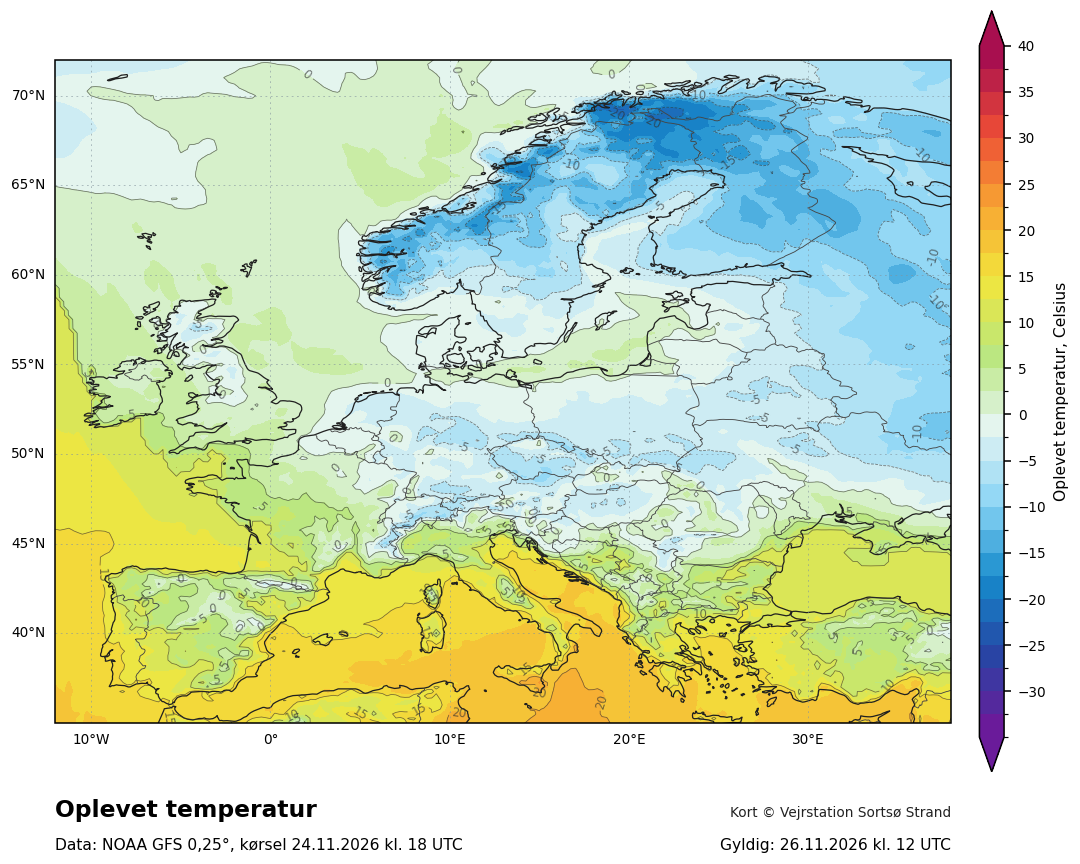 70°N
65°N
60°N
55°N
50°N
45°N
40°N
10°W
0°
10°E
20°E
30°E
40
35
30
25
20
15
10
5
0
−5
−10
−15
−20
−25
−30
Oplevet temperatur, Celsius
Oplevet temperatur
Kort © Vejrstation Sortsø Strand
Data: NOAA GFS 0,25°, kørsel 24.11.2026 kl. 18 UTC
Gyldig: 26.11.2026 kl. 12 UTC